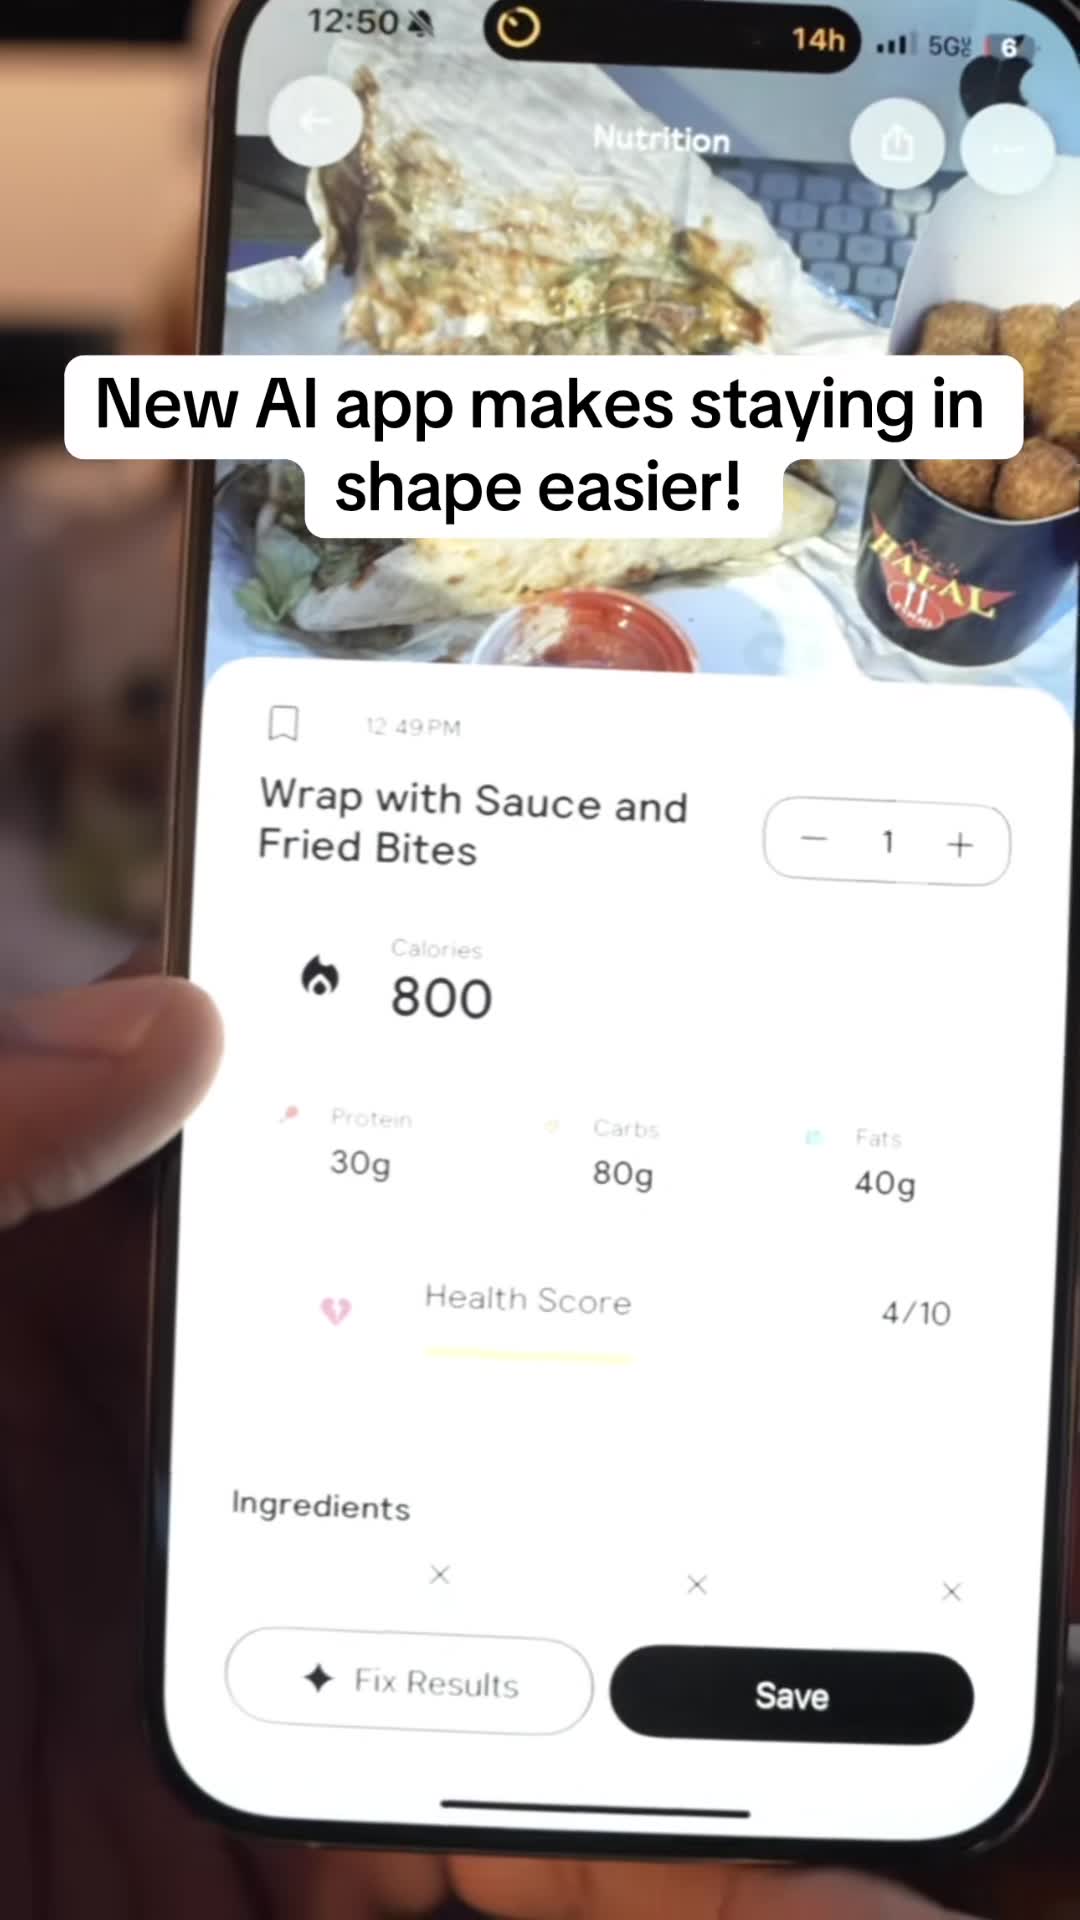 12:50
14h
5G
6
Nutrition
New AI app makes staying in
shape easier!
HALAL
FOOD
12:49 PM
Wrap with Sauce and
Fried Bites
1
Calories
800
Protein
30g
Carbs
80g
Fats
40g
Health Score
4/10
Ingredients
Fix Results
Save